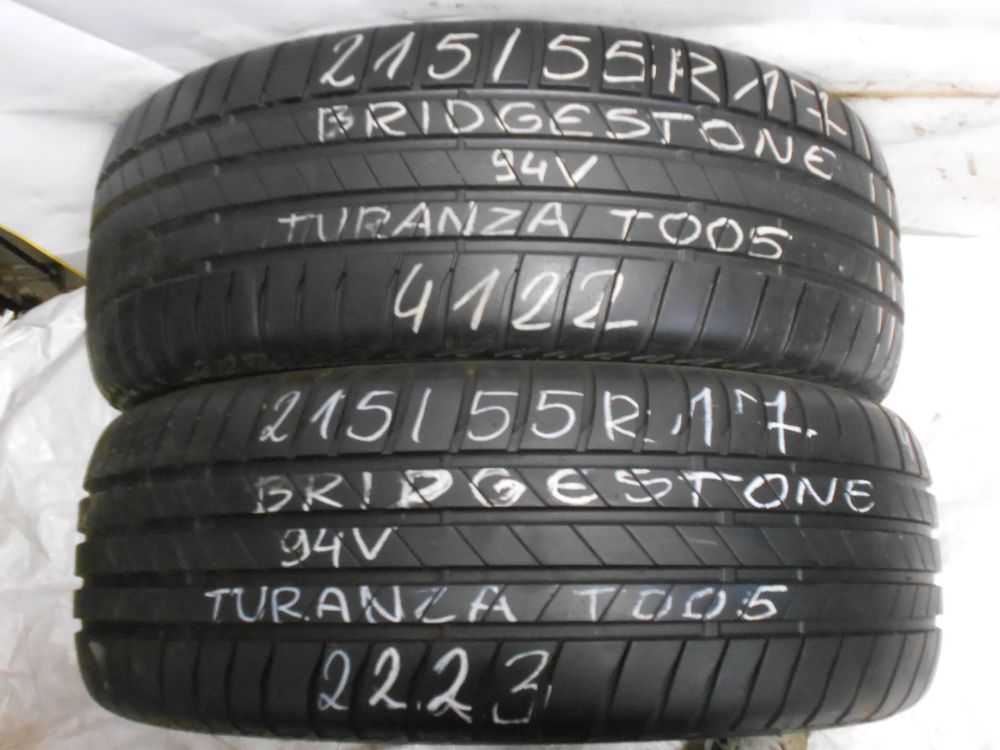 215/55R17
BRIDGESTONE
94V
TURANZA T005
4122
215/55R17
BRIDGESTONE
94V
TURANZA T005
2223